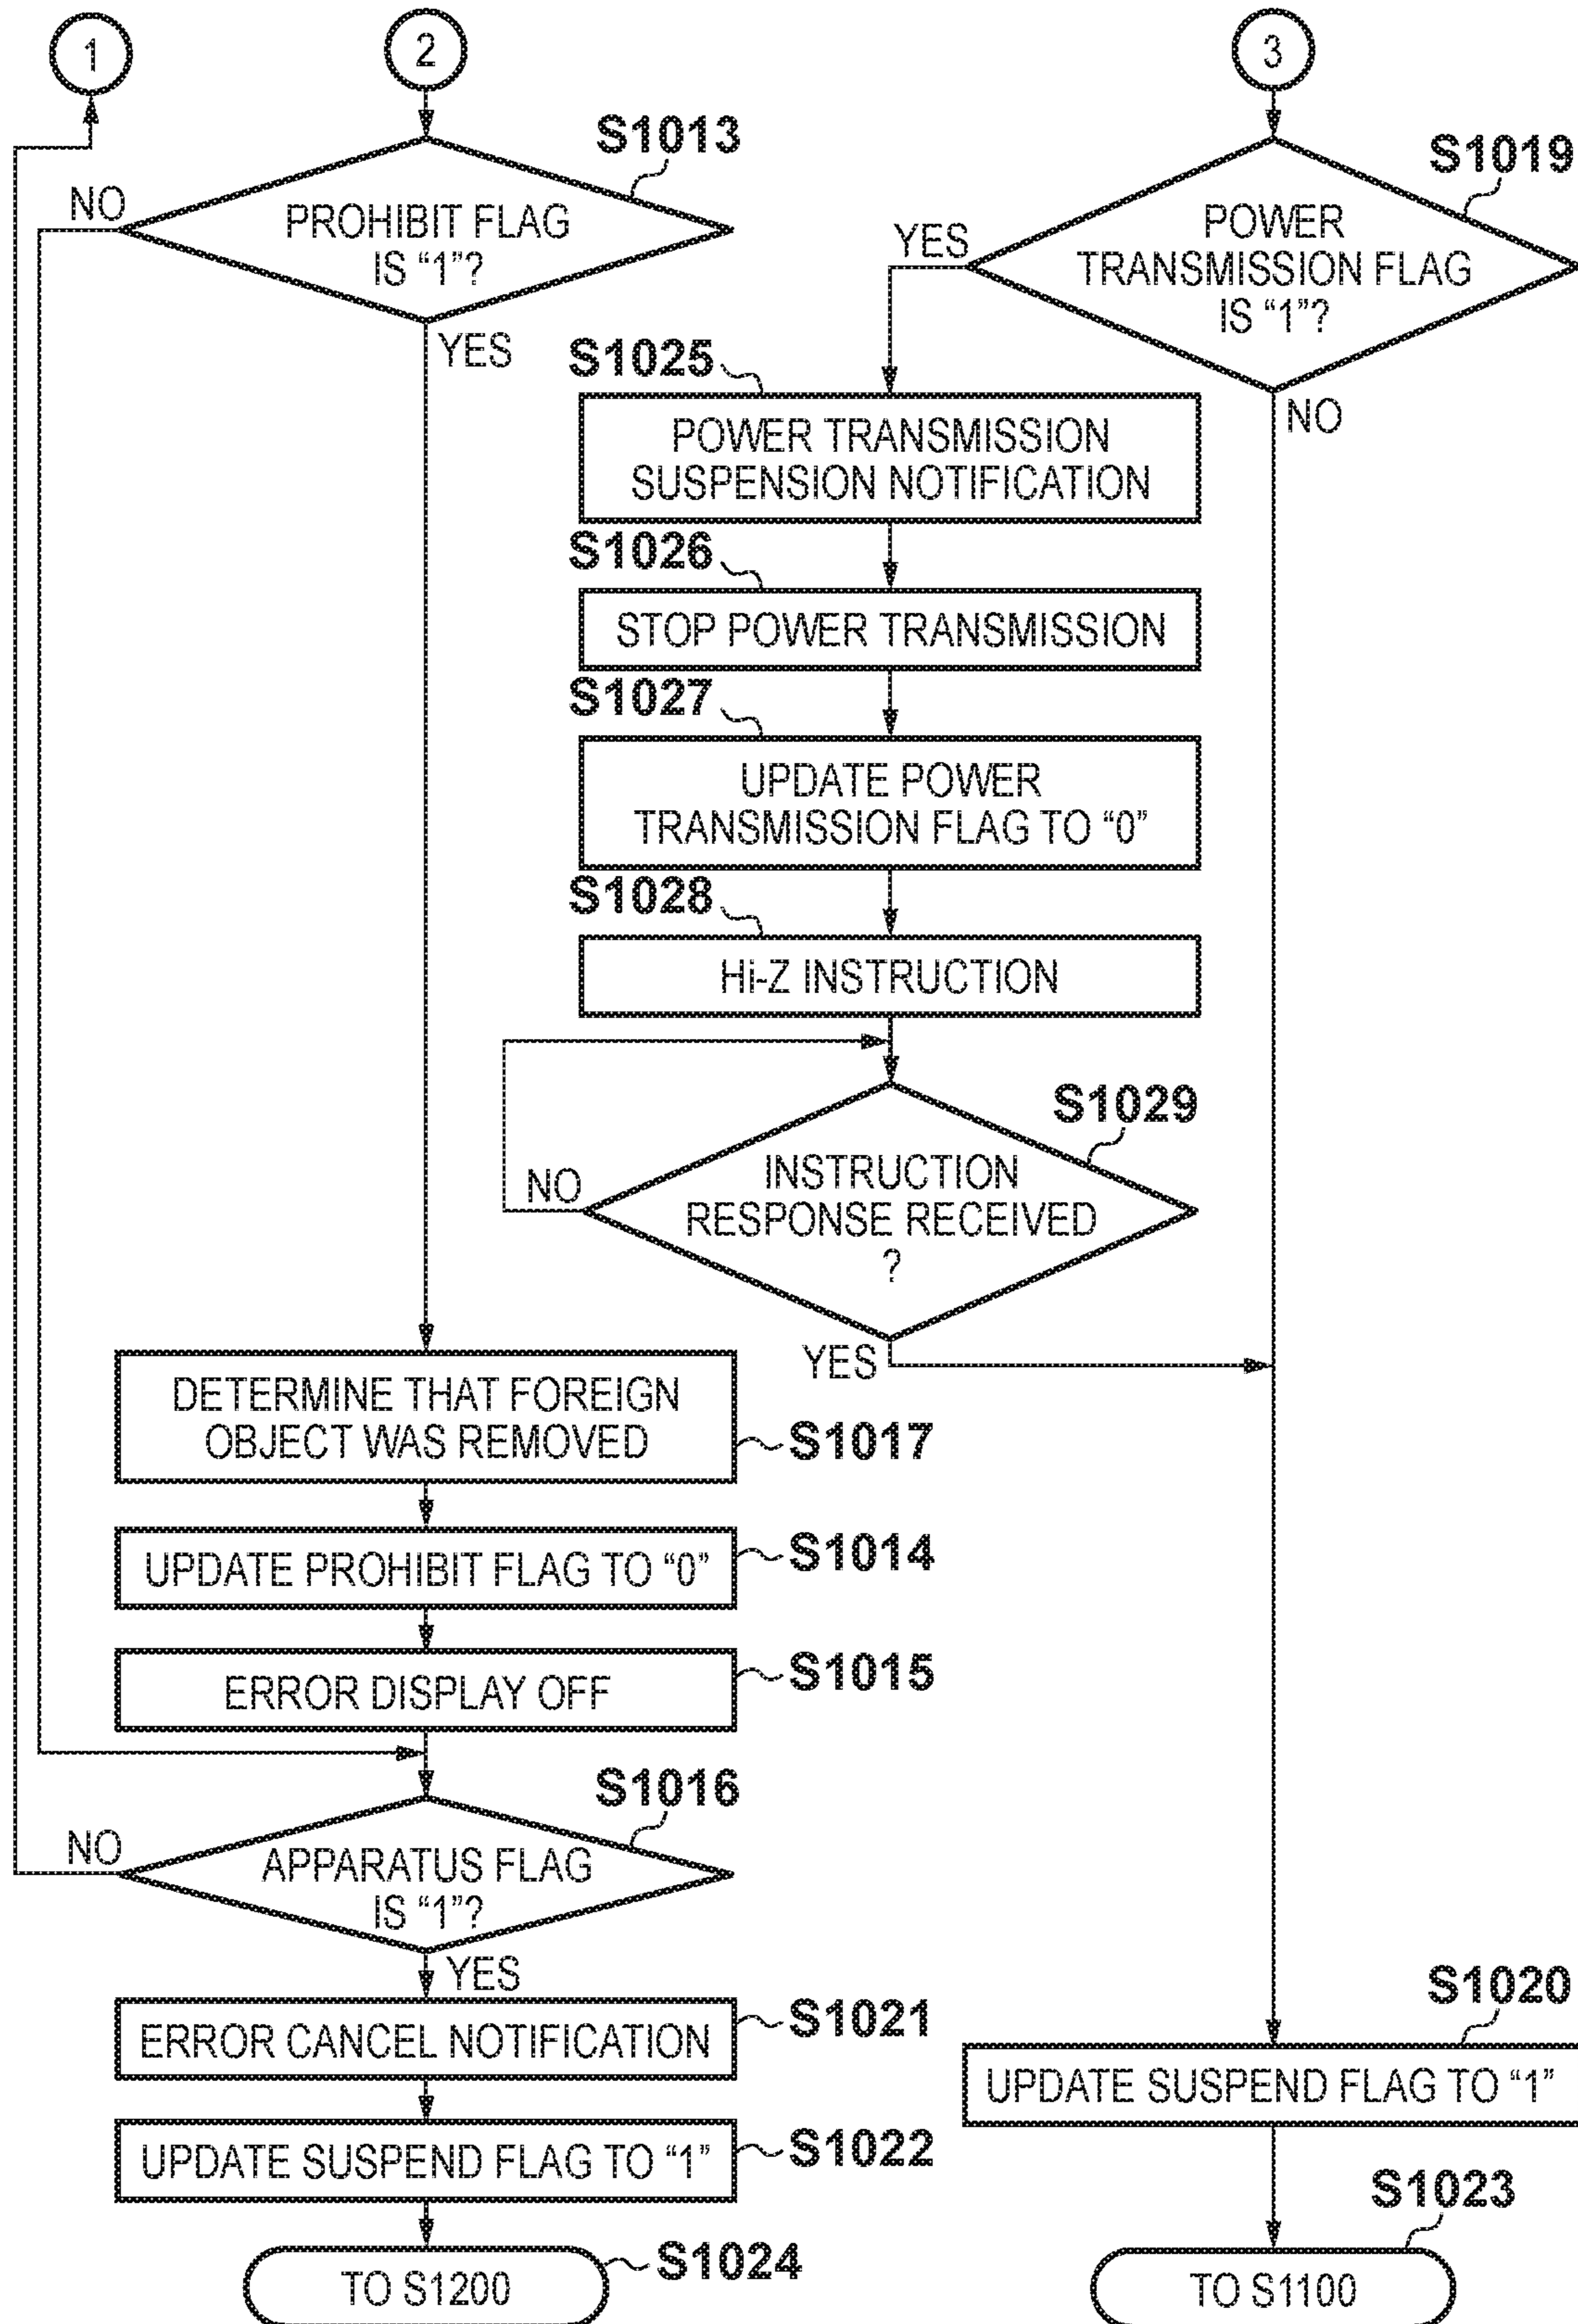 1
2
3
S1013
PROHIBIT FLAG
IS “1”?
NO
YES
S1019
POWER
TRANSMISSION FLAG
IS “1”?
YES
NO
S1025
POWER TRANSMISSION
SUSPENSION NOTIFICATION
S1026
STOP POWER TRANSMISSION
S1027
UPDATE POWER
TRANSMISSION FLAG TO “0”
S1028
Hi-Z INSTRUCTION
S1029
INSTRUCTION
RESPONSE RECEIVED
?
NO
YES
DETERMINE THAT FOREIGN
OBJECT WAS REMOVED
S1017
UPDATE PROHIBIT FLAG TO “0”
S1014
ERROR DISPLAY OFF
S1015
S1016
APPARATUS FLAG
IS “1”?
NO
YES
ERROR CANCEL NOTIFICATION
S1021
UPDATE SUSPEND FLAG TO “1”
S1022
TO S1200
S1024
S1020
UPDATE SUSPEND FLAG TO “1”
S1023
TO S1100